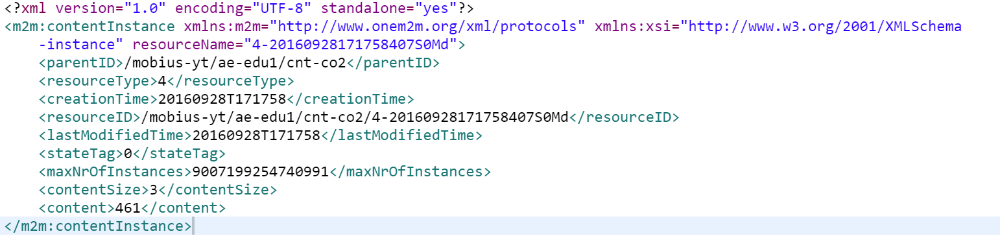 <?xml version="1.0" encoding="UTF-8" standalone="yes"?>
<m2m:contentInstance xmlns:m2m="http://www.onem2m.org/xml/protocols" xmlns:xsi="http://www.w3.org/2001/XMLSchema
-instance" resourceName="4-20160928171758407S0Md">
<parentID>/mobius-yt/ae-edu1/cnt-co2</parentID>
<resourceType>4</resourceType>
<creationTime>20160928T171758</creationTime>
<resourceID>/mobius-yt/ae-edu1/cnt-co2/4-20160928171758407S0Md</resourceID>
<lastModifiedTime>20160928T171758</lastModifiedTime>
<stateTag>0</stateTag>
<maxNrOfInstances>9007199254740991</maxNrOfInstances>
<contentSize>3</contentSize>
<content>461</content>
</m2m:contentInstance>